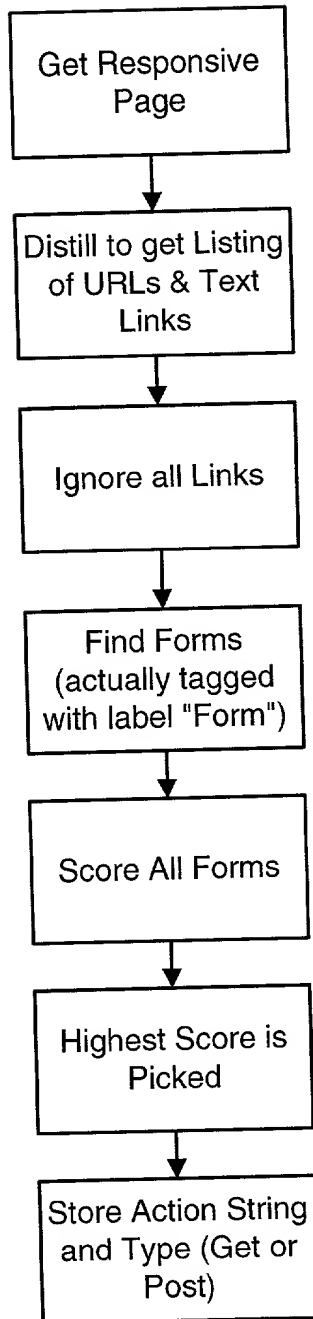 Get Responsive
Page
Distill to get Listing
of URLs & Text
Links
Ignore all Links
Find Forms
(actually tagged
with label "Form")
Score All Forms
Highest Score is
Picked
Store Action String
and Type (Get or
Post)